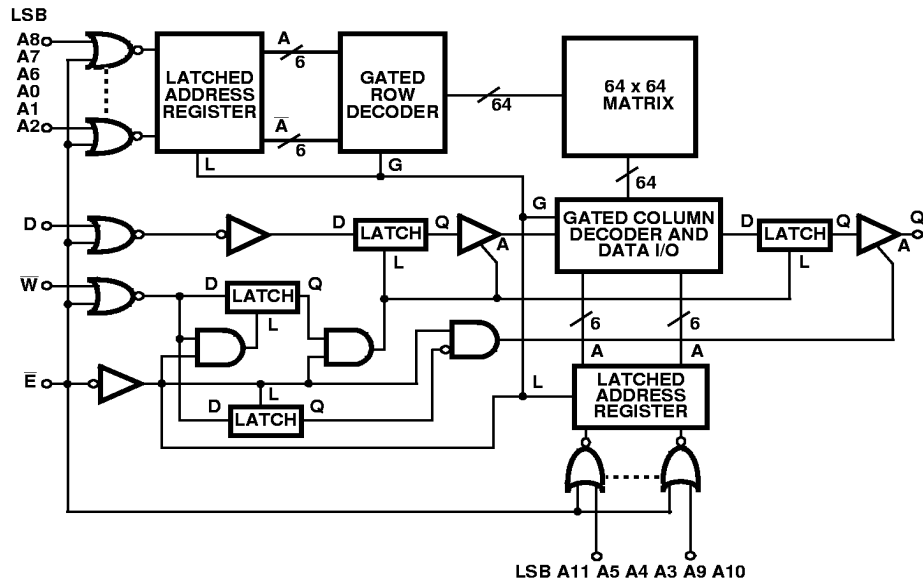 LSB
A8
A7
A6
A0
A1
A2
LATCHED
ADDRESS
REGISTER
A
6
A̅
6
L
GATED
ROW
DECODER
G
64
64 x 64
MATRIX
64
D
D
LATCH
Q
L
A
G
GATED COLUMN
DECODER AND
DATA I/O
D
LATCH
Q
L
A
Q
W̅
D
LATCH
Q
L
6
6
A
A
E̅
L
D
LATCH
Q
L
LATCHED
ADDRESS
REGISTER
LSB A11 A5 A4 A3 A9 A10